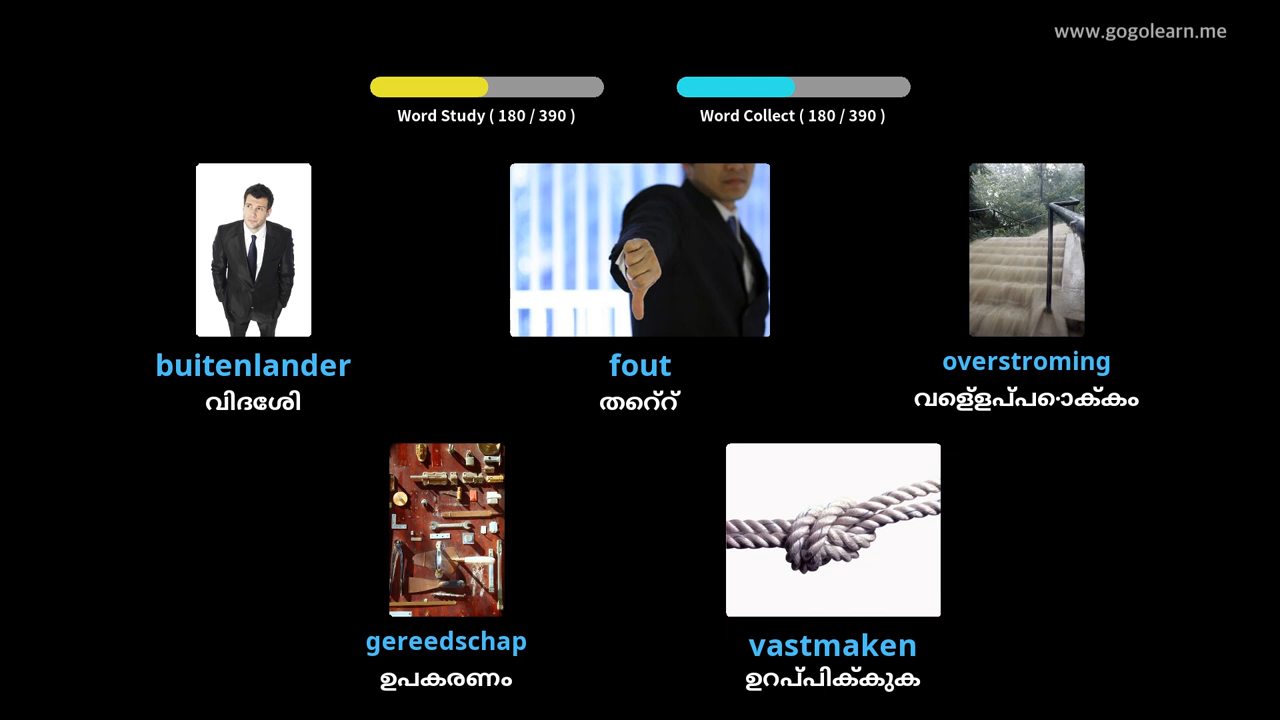 www.gogolearn.me
Word Study ( 180 / 390 )
Word Collect ( 180 / 390 )
buitenlander
വിദേശി
fout
തെറ്റ്
overstroming
വെള്ളപ്പൊക്കം
gereedschap
ഉപകരണം
vastmaken
ഉറപ്പിക്കുക